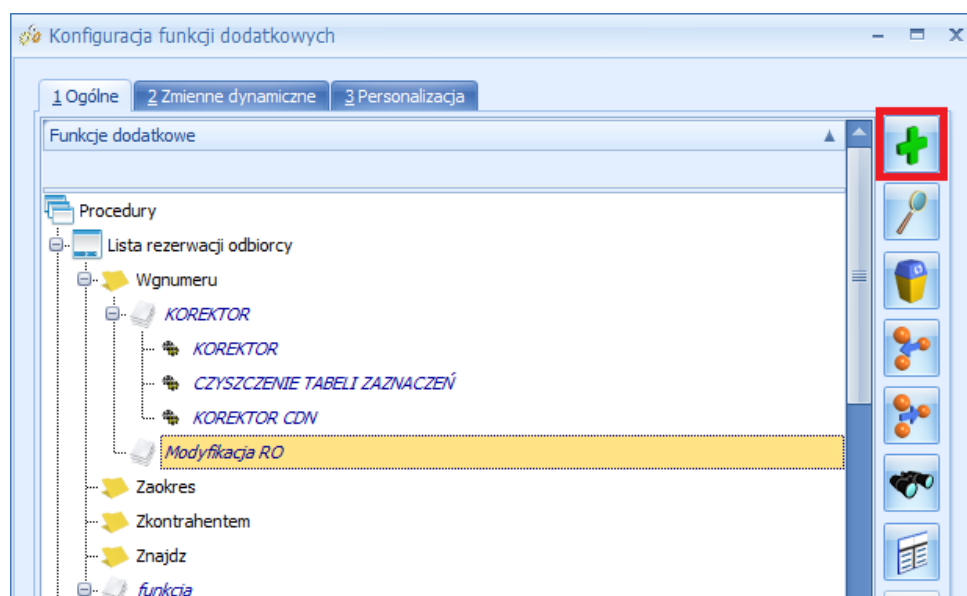 Konfiguracja funkcji dodatkowych
1 Ogólne 2 Zmienne dynamiczne 3 Personalizacja
Funkcje dodatkowe
Procedury
Lista rezerwacji odbiorcy
Wgnumeru
KOREKTOR
KOREKTOR
CZYSZCZENIE TABELI ZAZNACZEŃ
KOREKTOR CDN
Modyfikacja RO
Zaokres
Zkontrahentem
Znajdz
funkcja